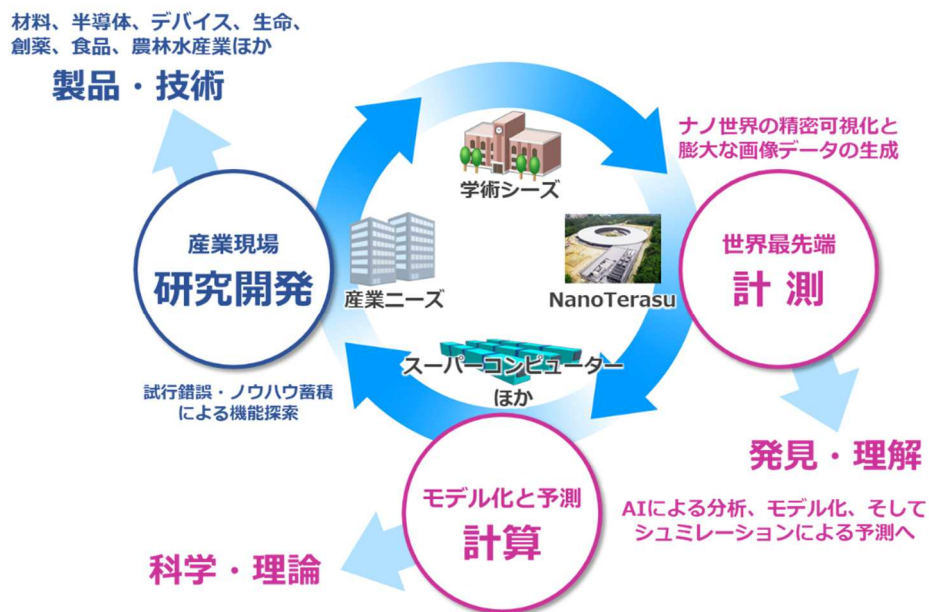 材料、半導体、デバイス、生命、
創薬、食品、農林水産業ほか
製品・技術
学術シーズ
ナノ世界の精密可視化と
膨大な画像データの生成
産業現場
研究開発
産業ニーズ
NanoTerasu
世界最先端
計測
スーパーコンピューター
ほか
試行錯誤・ノウハウ蓄積
による機能探索
発見・理解
モデル化と予測
計算
AIによる分析、モデル化、そして
シュミレーションによる予測へ
科学・理論